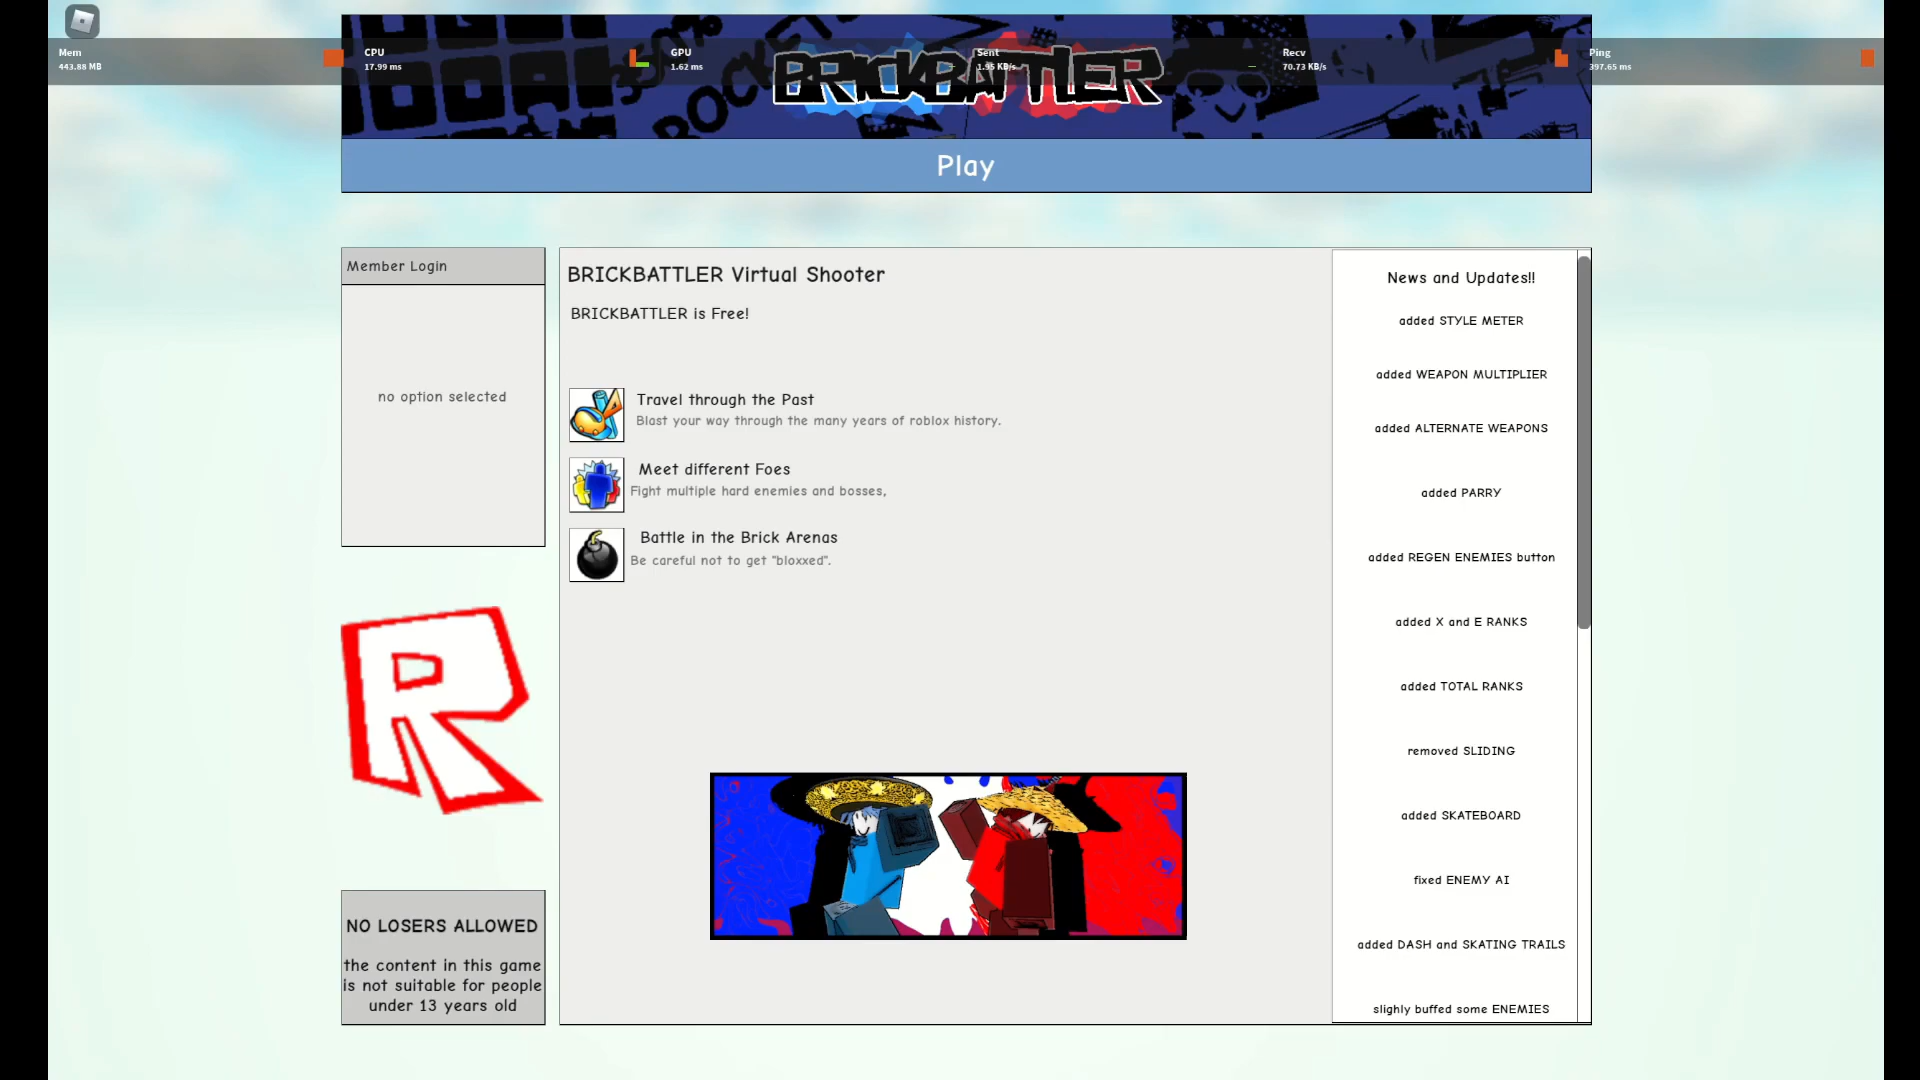 Mem
443.88 MB
CPU
17.99 ms
GPU
1.62 ms
Sent
1.95 KB/s
Recv
70.73 KB/s
Ping
397.65 ms
ROCKET
BRICKBATTLER
Play
Member Login
no option selected
NO LOSERS ALLOWED
the content in this game
is not suitable for people
under 13 years old
BRICKBATTLER Virtual Shooter
BRICKBATTLER is Free!
Travel through the Past
Blast your way through the many years of roblox history.
Meet different Foes
Fight multiple hard enemies and bosses,
Battle in the Brick Arenas
Be careful not to get "bloxxed".
News and Updates!!
added STYLE METER
added WEAPON MULTIPLIER
added ALTERNATE WEAPONS
added PARRY
added REGEN ENEMIES button
added X and E RANKS
added TOTAL RANKS
removed SLIDING
added SKATEBOARD
fixed ENEMY AI
added DASH and SKATING TRAILS
slighly buffed some ENEMIES
R